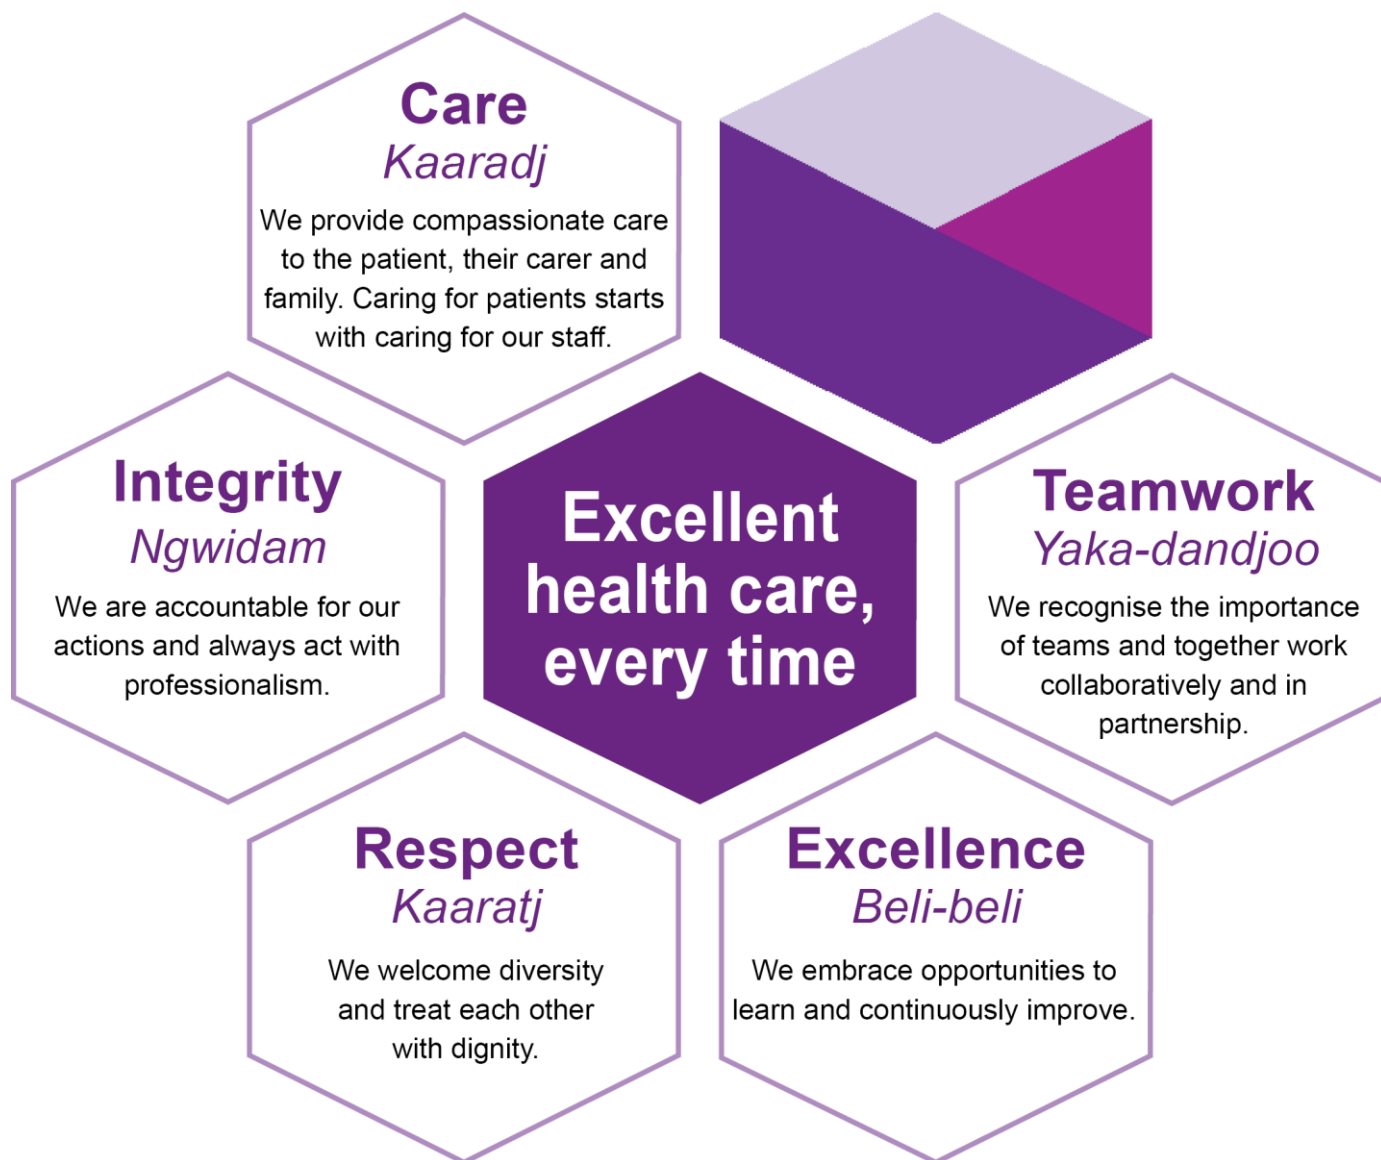 Care
Kaaradj
We provide compassionate care
to the patient, their carer and
family. Caring for patients starts
with caring for our staff.
Integrity
Ngwidam
We are accountable for our
actions and always act with
professionalism.
Excellent
health care,
every time
Teamwork
Yaka-dandjoo
We recognise the importance
of teams and together work
collaboratively and in
partnership.
Respect
Kaaratj
We welcome diversity
and treat each other
with dignity.
Excellence
Beli-beli
We embrace opportunities to
learn and continuously improve.